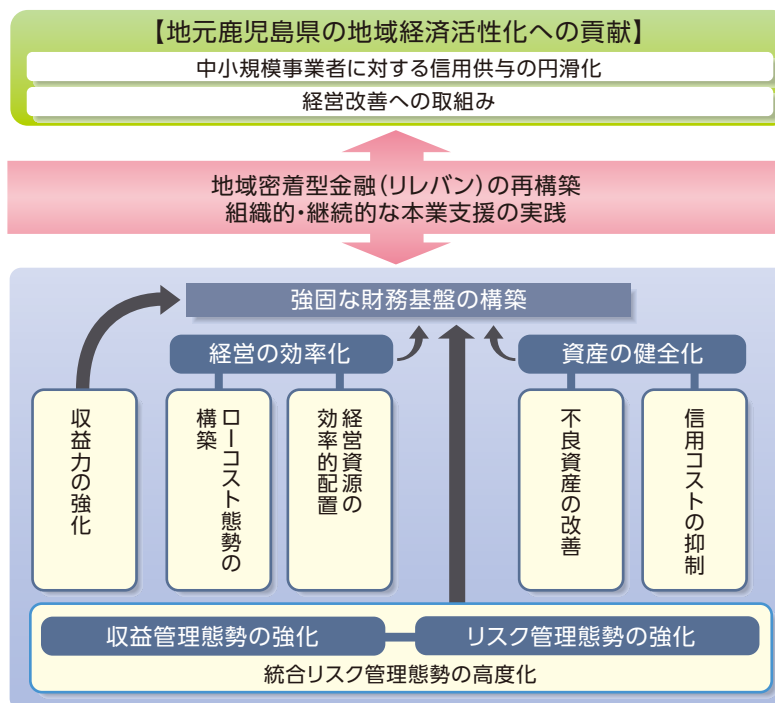 【地元鹿児島県の地域経済活性化への貢献】
中小規模事業者に対する信用供与の円滑化
経営改善への取組み
地域密着型金融(リレバン)の再構築
組織的・継続的な本業支援の実践
強固な財務基盤の構築
経営の効率化
資産の健全化
収益力の強化
ローコスト態勢の
構築
経営資源の
効率的配置
不良資産の改善
信用コストの抑制
収益管理態勢の強化
リスク管理態勢の強化
統合リスク管理態勢の高度化